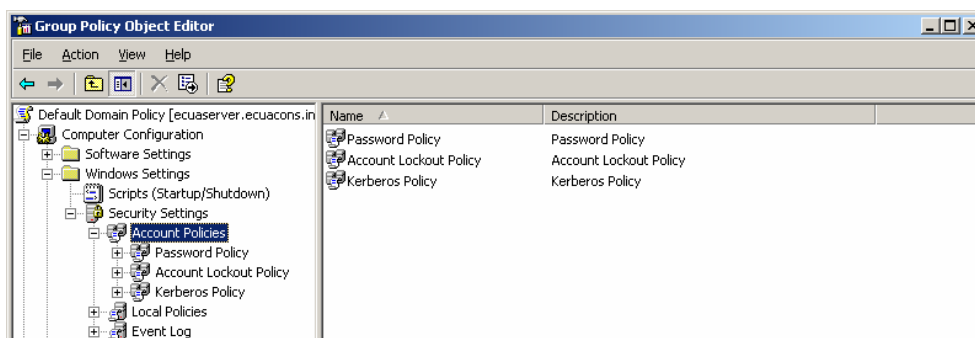 Group Policy Object Editor
File Action View Help
Default Domain Policy [ecuaserver.ecuacons.in
Computer Configuration
Software Settings
Windows Settings
Scripts (Startup/Shutdown)
Security Settings
Account Policies
Password Policy
Account Lockout Policy
Kerberos Policy
Local Policies
Event Log
Name Description
Password Policy Password Policy
Account Lockout Policy Account Lockout Policy
Kerberos Policy Kerberos Policy